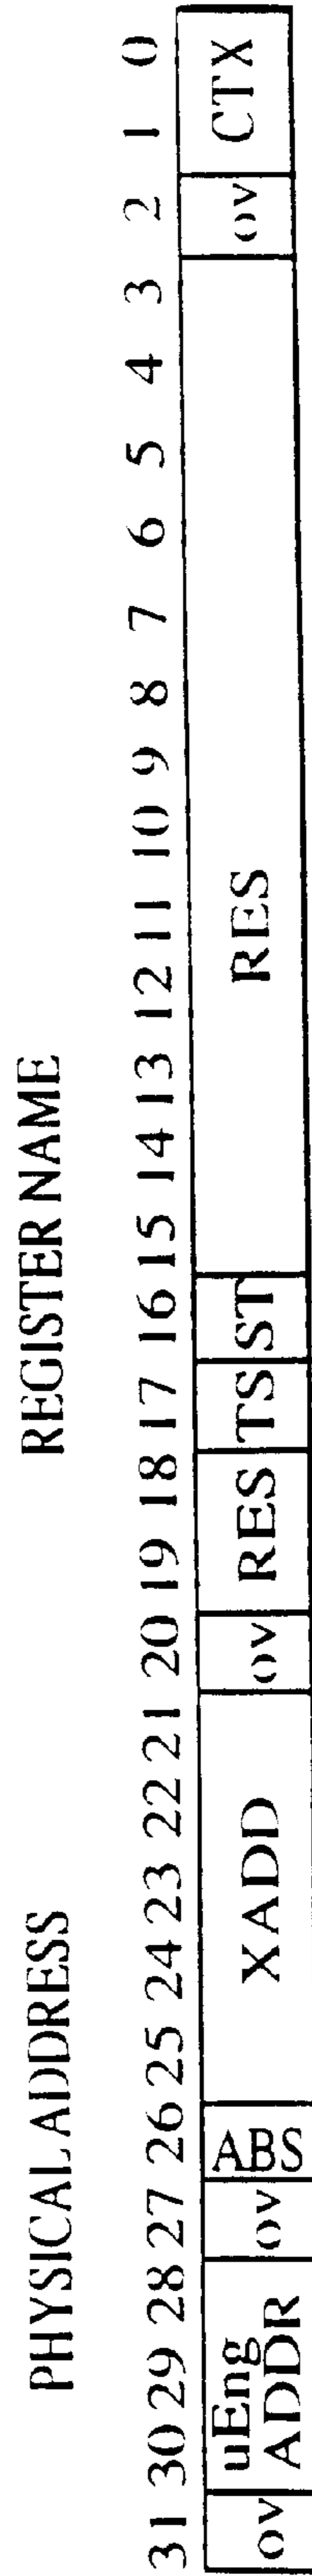 PHYSICAL ADDRESS REGISTER NAME
31 30 29 28 27 26 25 24 23 22 21 20 19 18 17 16 15 14 13 12 11 10 9 8 7 6 5 4 3 2 1 0
OV uEng ADDR OV ABS XADD OV RES TS ST RES OV CTX